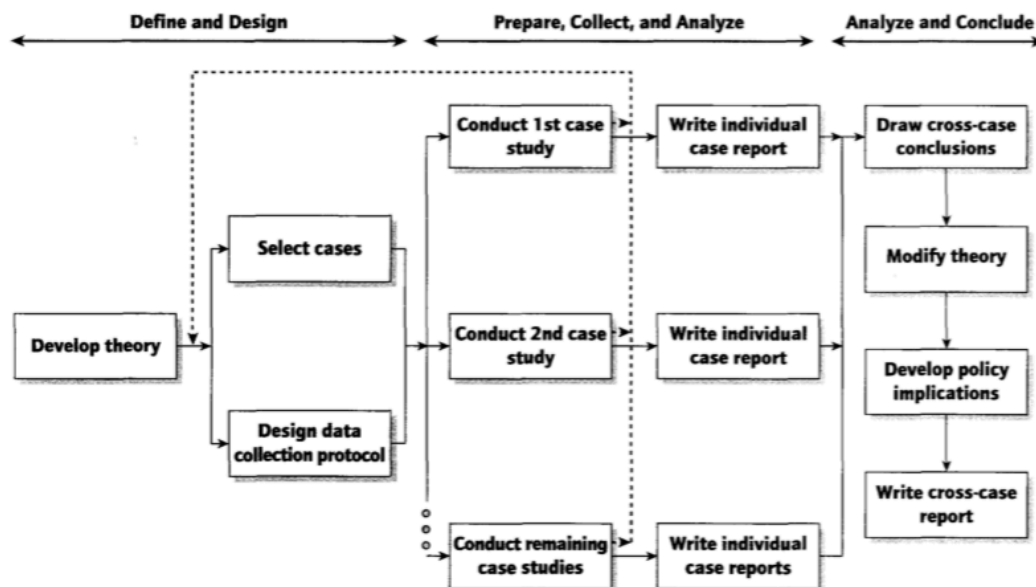 Define and Design
Prepare, Collect, and Analyze
Analyze and Conclude
Develop theory
Select cases
Design data
collection protocol
Conduct 1st case
study
Write individual
case report
Conduct 2nd case
study
Write individual
case report
Conduct remaining
case studies
Write individual
case reports
Draw cross-case
conclusions
Modify theory
Develop policy
implications
Write cross-case
report